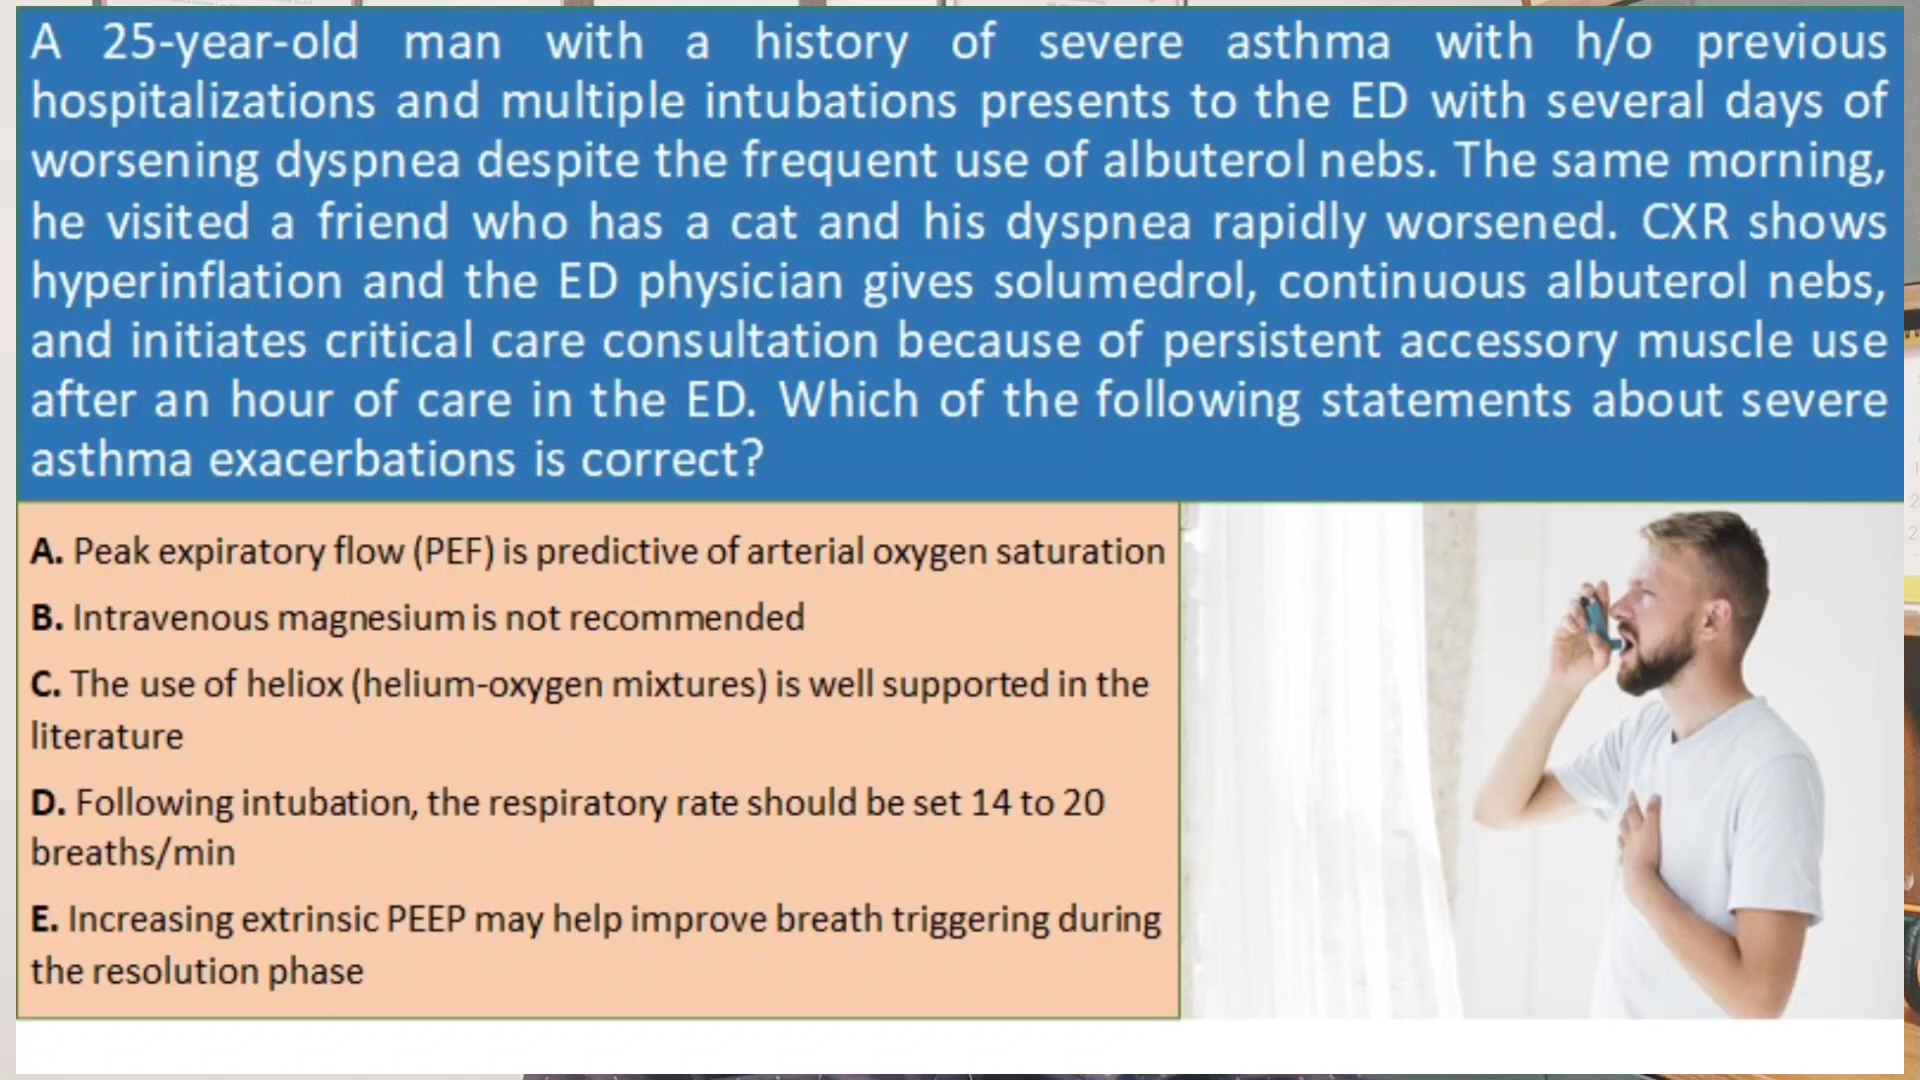 A 25-year-old man with a history of severe asthma with h/o previous
hospitalizations and multiple intubations presents to the ED with several days of
worsening dyspnea despite the frequent use of albuterol nebs. The same morning,
he visited a friend who has a cat and his dyspnea rapidly worsened. CXR shows
hyperinflation and the ED physician gives solumedrol, continuous albuterol nebs,
and initiates critical care consultation because of persistent accessory muscle use
after an hour of care in the ED. Which of the following statements about severe
asthma exacerbations is correct?
A. Peak expiratory flow (PEF) is predictive of arterial oxygen saturation
B. Intravenous magnesium is not recommended
C. The use of heliox (helium-oxygen mixtures) is well supported in the
literature
D. Following intubation, the respiratory rate should be set 14 to 20
breaths/min
E. Increasing extrinsic PEEP may help improve breath triggering during
the resolution phase